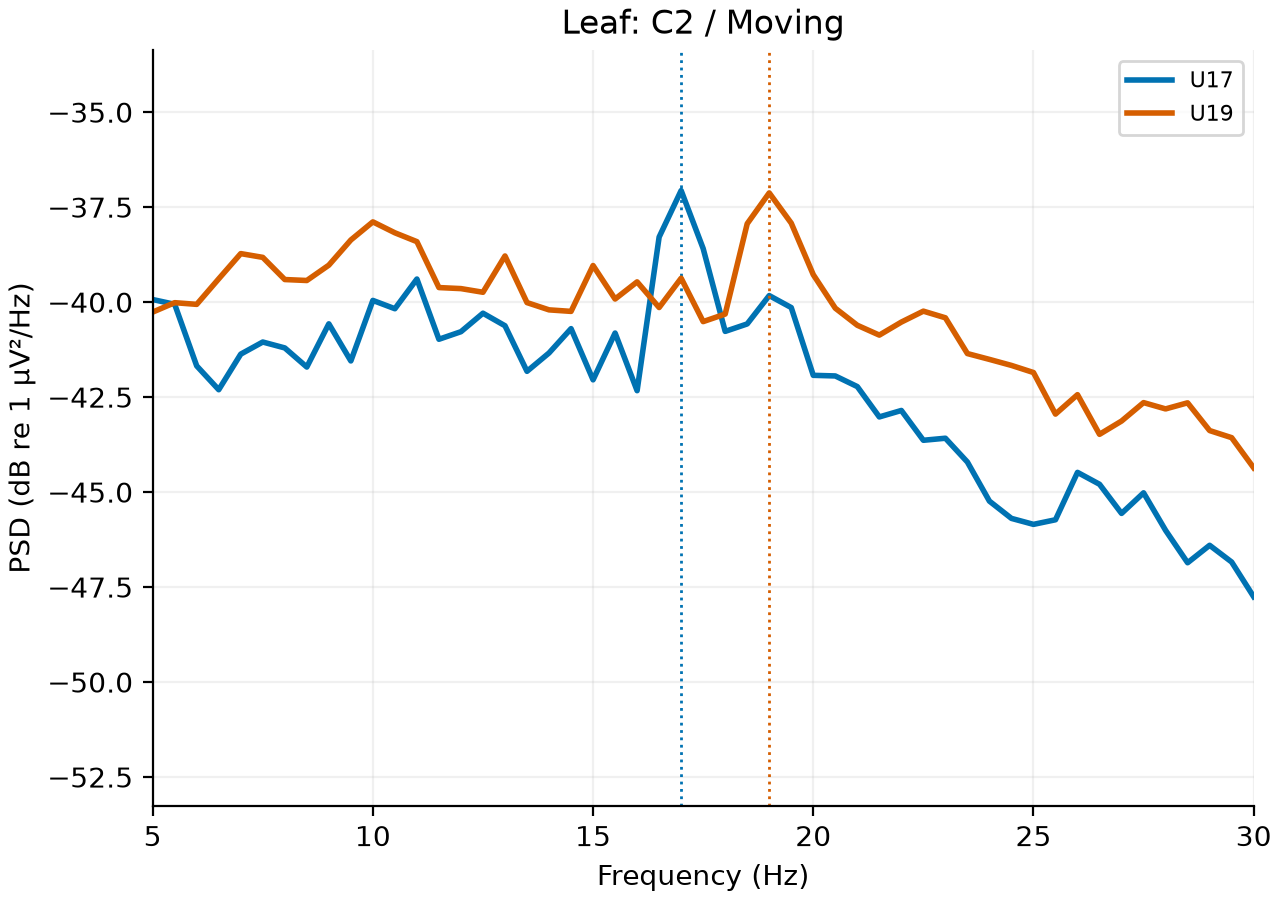 Leaf: C2 / Moving
U17
U19
PSD (dB re 1 µV²/Hz)
−35.0
−37.5
−40.0
−42.5
−45.0
−47.5
−50.0
−52.5
5 10 15 20 25 30
Frequency (Hz)